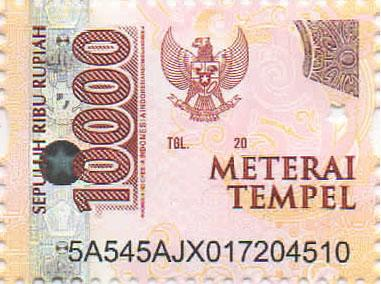 SEPULUH RIBU RUPIAH
10000
TGL. 20
METERAI
TEMPEL
5A545AJX017204510